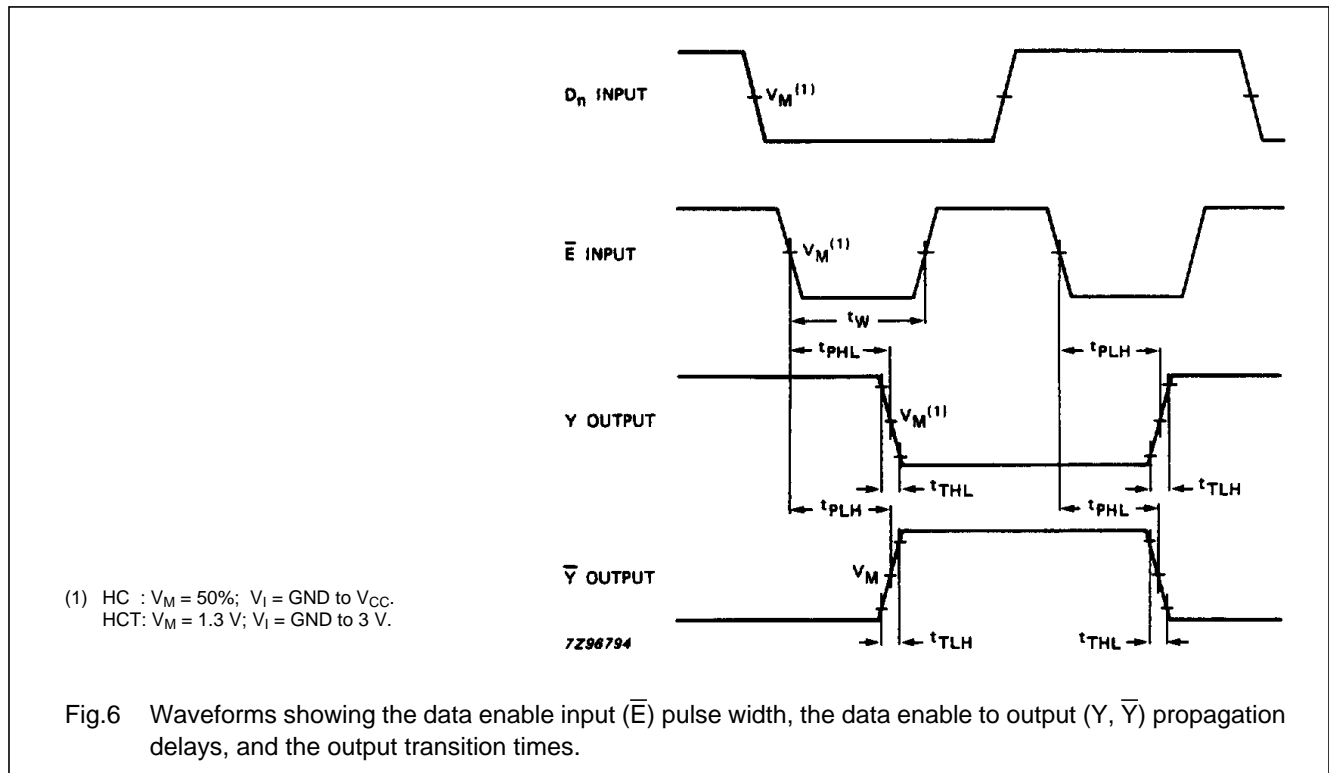 Dn INPUT
VM(1)
E̅ INPUT
VM(1)
tW
tPHL
tPLH
Y OUTPUT
VM(1)
tTHL
tTLH
tPLH
tPHL
Y̅ OUTPUT
VM
(1) HC : VM = 50%; VI = GND to VCC.
HCT: VM = 1.3 V; VI = GND to 3 V.
7Z96794
tTLH
tTHL
Fig.6 Waveforms showing the data enable input (E̅) pulse width, the data enable to output (Y, Y̅) propagation
delays, and the output transition times.